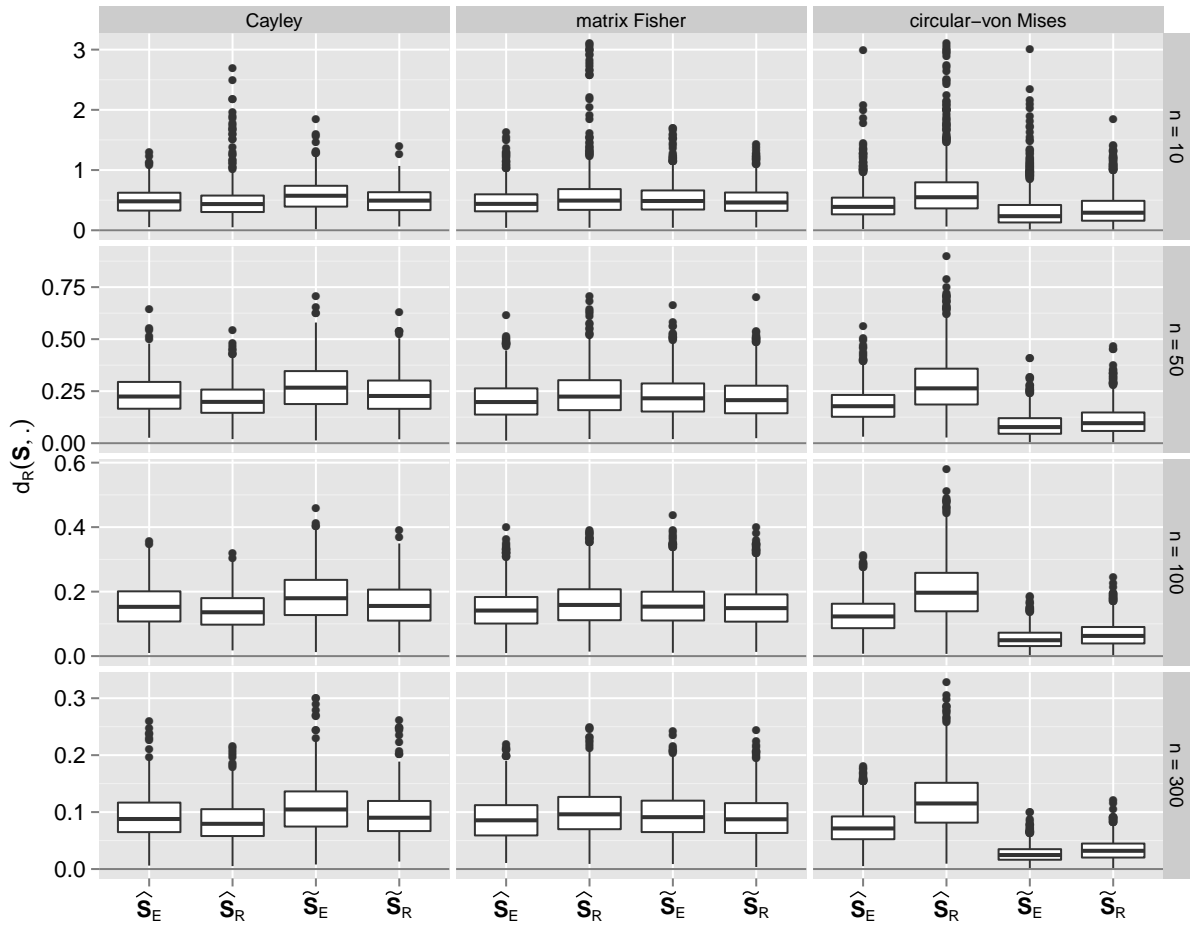 Cayley matrix Fisher circular−von Mises
3
2
1
0
n = 10
0.75
0.50
0.25
0.00
n = 50
d_R(S, .)
0.6
0.4
0.2
0.0
n = 100
0.3
0.2
0.1
0.0
n = 300
Ŝ_E Ŝ_R S̃_E S̃_R Ŝ_E Ŝ_R S̃_E S̃_R Ŝ_E Ŝ_R S̃_E S̃_R